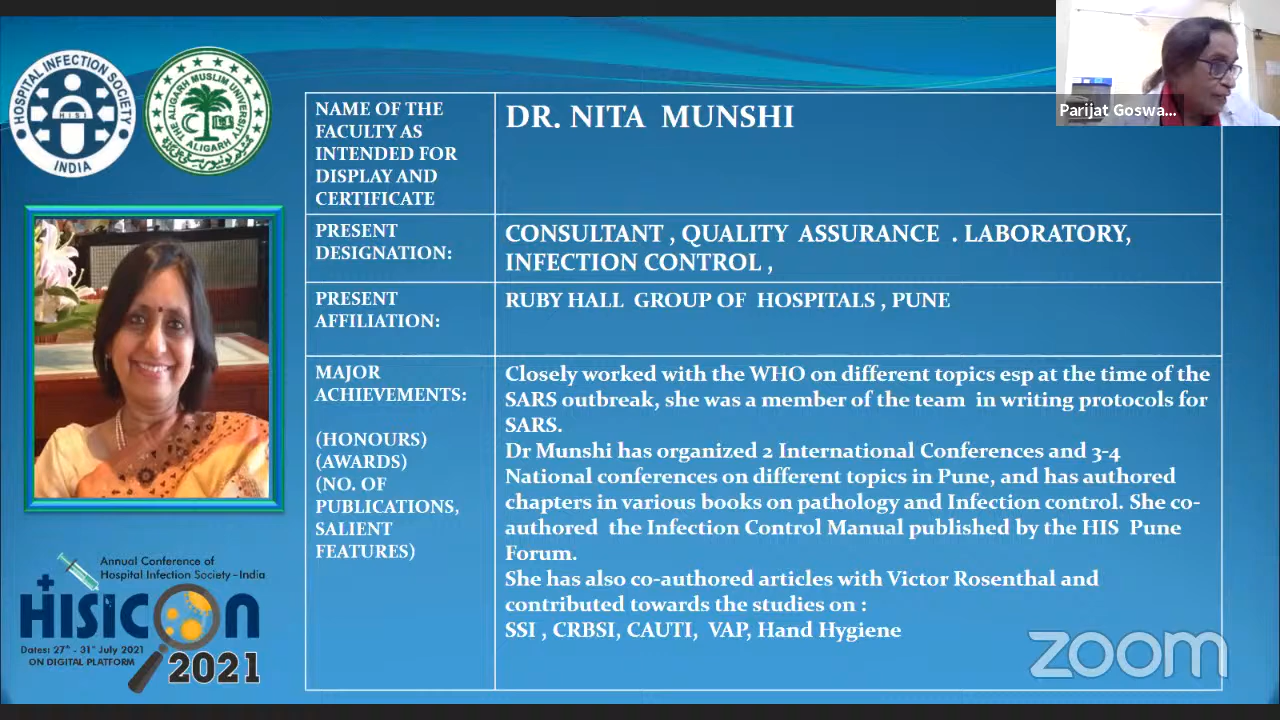 HOSPITAL INFECTION SOCIETY
HISI
INDIA
THE ALIGARH MUSLIM UNIVERSITY
ALIGARH
Parijat Goswa...
NAME OF THE
FACULTY AS
INTENDED FOR
DISPLAY AND
CERTIFICATE
DR. NITA MUNSHI
PRESENT
DESIGNATION:
CONSULTANT , QUALITY ASSURANCE . LABORATORY,
INFECTION CONTROL ,
PRESENT
AFFILIATION:
RUBY HALL GROUP OF HOSPITALS , PUNE
MAJOR
ACHIEVEMENTS:
(HONOURS)
(AWARDS)
(NO. OF
PUBLICATIONS,
SALIENT
FEATURES)
Closely worked with the WHO on different topics esp at the time of the
SARS outbreak, she was a member of the team in writing protocols for
SARS.
Dr Munshi has organized 2 International Conferences and 3-4
National conferences on different topics in Pune, and has authored
chapters in various books on pathology and Infection control. She co-
authored the Infection Control Manual published by the HIS Pune
Forum.
She has also co-authored articles with Victor Rosenthal and
contributed towards the studies on :
SSI , CRBSI, CAUTI, VAP, Hand Hygiene
Annual Conference of
Hospital Infection Society -India
HISICON
Dates: 27th - 31st July 2021
ON DIGITAL PLATFORM
2021
zoom